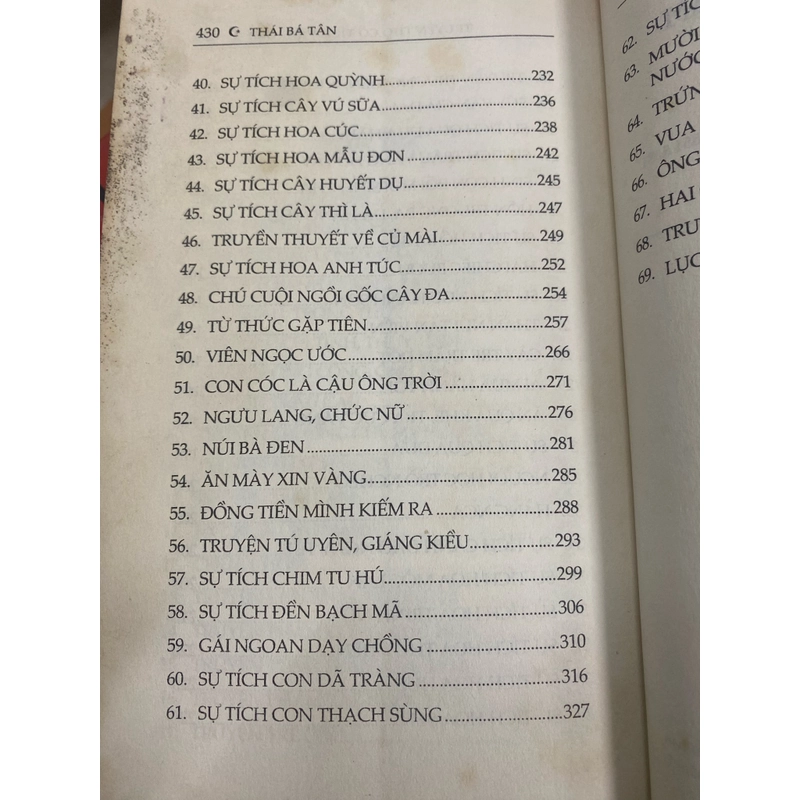 430 ☪ THÁI BÁ TÂN
40. SỰ TÍCH HOA QUỲNH........................232
41. SỰ TÍCH CÂY VÚ SỮA........................236
42. SỰ TÍCH HOA CÚC........................238
43. SỰ TÍCH HOA MẪU ĐƠN........................242
44. SỰ TÍCH CÂY HUYẾT DỤ........................245
45. SỰ TÍCH CÂY THÌ LÀ........................247
46. TRUYỀN THUYẾT VỀ CỦ MÀI........................249
47. SỰ TÍCH HOA ANH TÚC........................252
48. CHÚ CUỘI NGỒI GỐC CÂY ĐA........................254
49. TỪ THỨC GẶP TIÊN........................257
50. VIÊN NGỌC ƯỚC........................266
51. CON CÓC LÀ CẬU ÔNG TRỜI........................271
52. NGƯU LANG, CHỨC NỮ........................276
53. NÚI BÀ ĐEN........................281
54. ĂN MÀY XIN VÀNG........................285
55. ĐỒNG TIỀN MÌNH KIẾM RA........................288
56. TRUYỆN TÚ UYÊN, GIÁNG KIỀU........................293
57. SỰ TÍCH CHIM TU HÚ........................299
58. SỰ TÍCH ĐỀN BẠCH MÃ........................306
59. GÁI NGOAN DẠY CHỒNG........................310
60. SỰ TÍCH CON DÃ TRÀNG........................316
61. SỰ TÍCH CON THẠCH SÙNG........................327
62. SỰ TÍC
63. MƯỜI
NƯỚC
64. TRỨN
65. VUA
66. ÔNG
67. HAI
68. TRU
69. LỤC